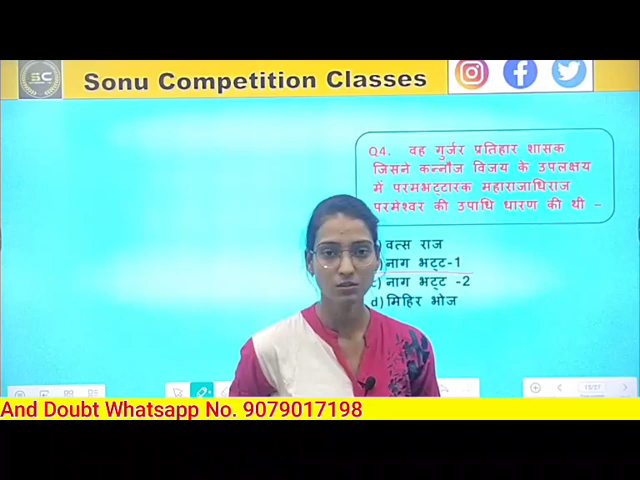 Sonu Competition Classes
Q4. वह गुर्जर प्रतिहार शासक
जिसने कन्नौज विजय के उपलक्षय
में परमभट्टारक महाराजाधिराज
परमेश्वर की उपाधि धारण की थी –
वत्स राज
नाग भट्ट-1
c) नाग भट्ट -2
d) मिहिर भोज
And Doubt Whatsapp No. 9079017198